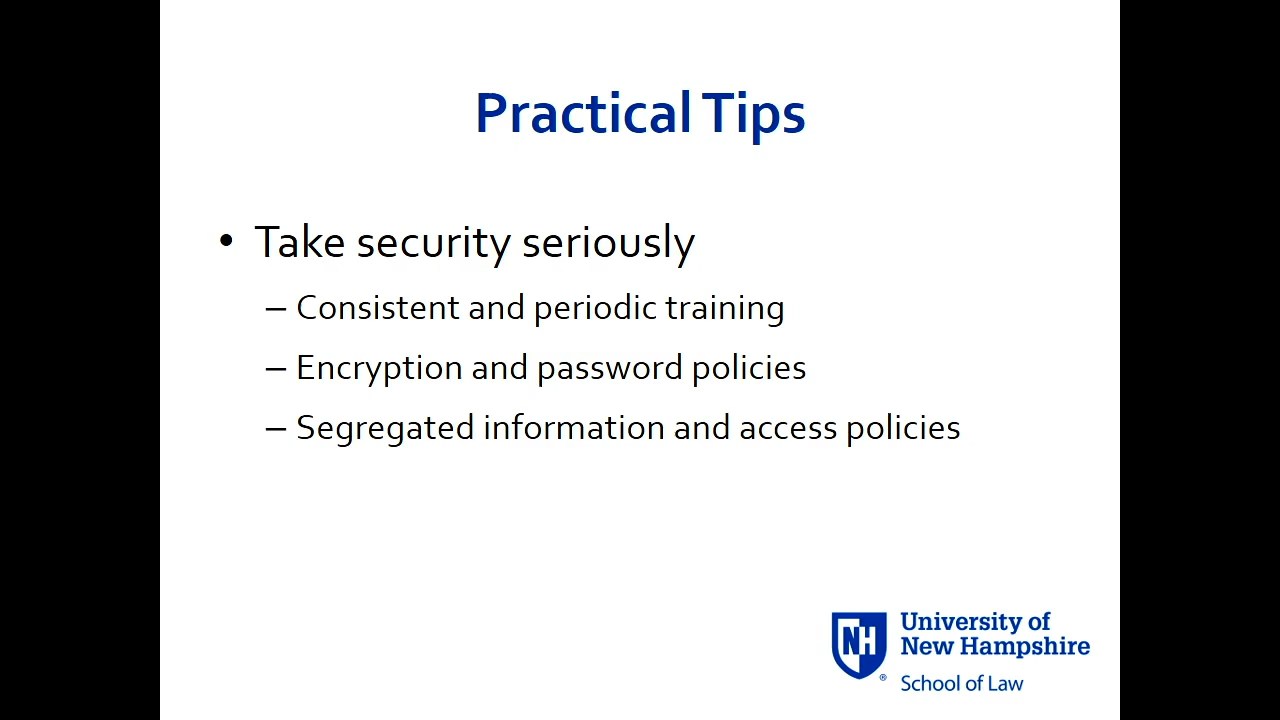 Practical Tips
• Take security seriously
– Consistent and periodic training
– Encryption and password policies
– Segregated information and access policies
NH
®
University of
New Hampshire
School of Law